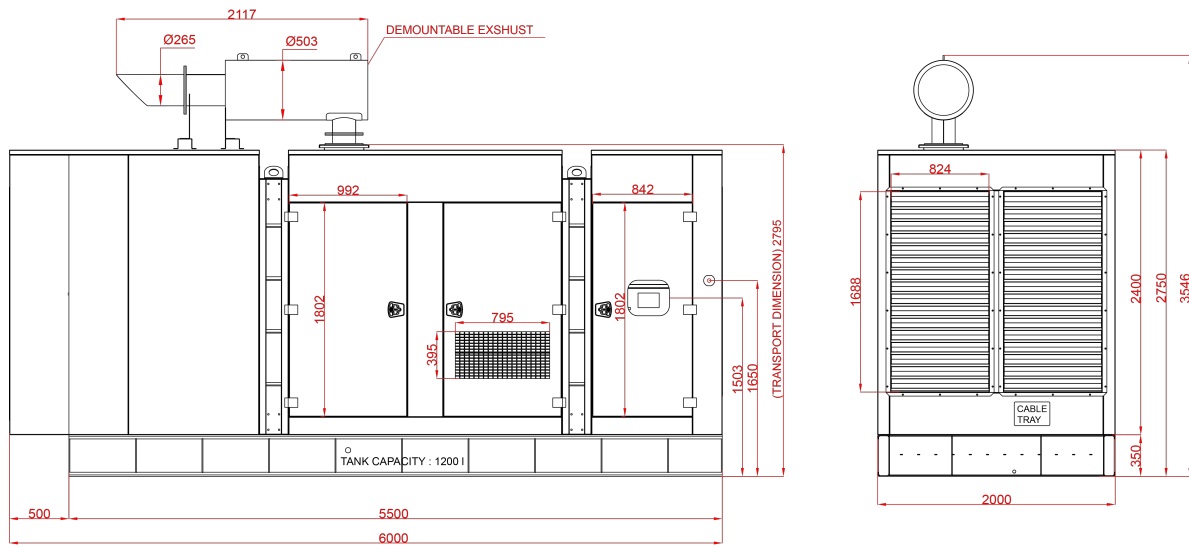 2117
DEMOUNTABLE EXSHUST
Ø265
Ø503
992
842
824
1802
1802
795
395
1503
1650
(TRANSPORT DIMENSION) 2795
1688
2400
2750
3546
CABLE
TRAY
350
TANK CAPACITY : 1200 l
500
5500
6000
2000